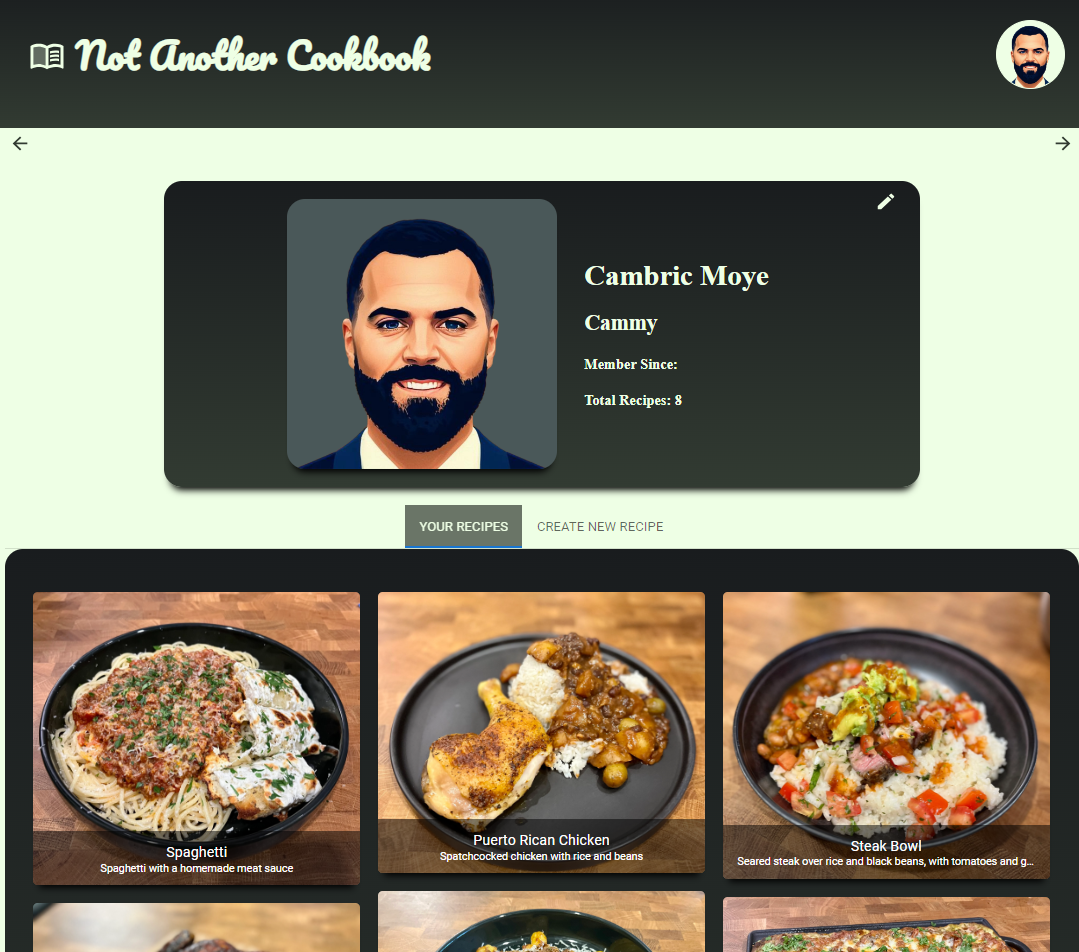 Not Another Cookbook
Cambric Moye
Cammy
Member Since:
Total Recipes: 8
YOUR RECIPES
CREATE NEW RECIPE
Spaghetti
Spaghetti with a homemade meat sauce
Puerto Rican Chicken
Spatchcocked chicken with rice and beans
Steak Bowl
Seared steak over rice and black beans, with tomatoes and g...